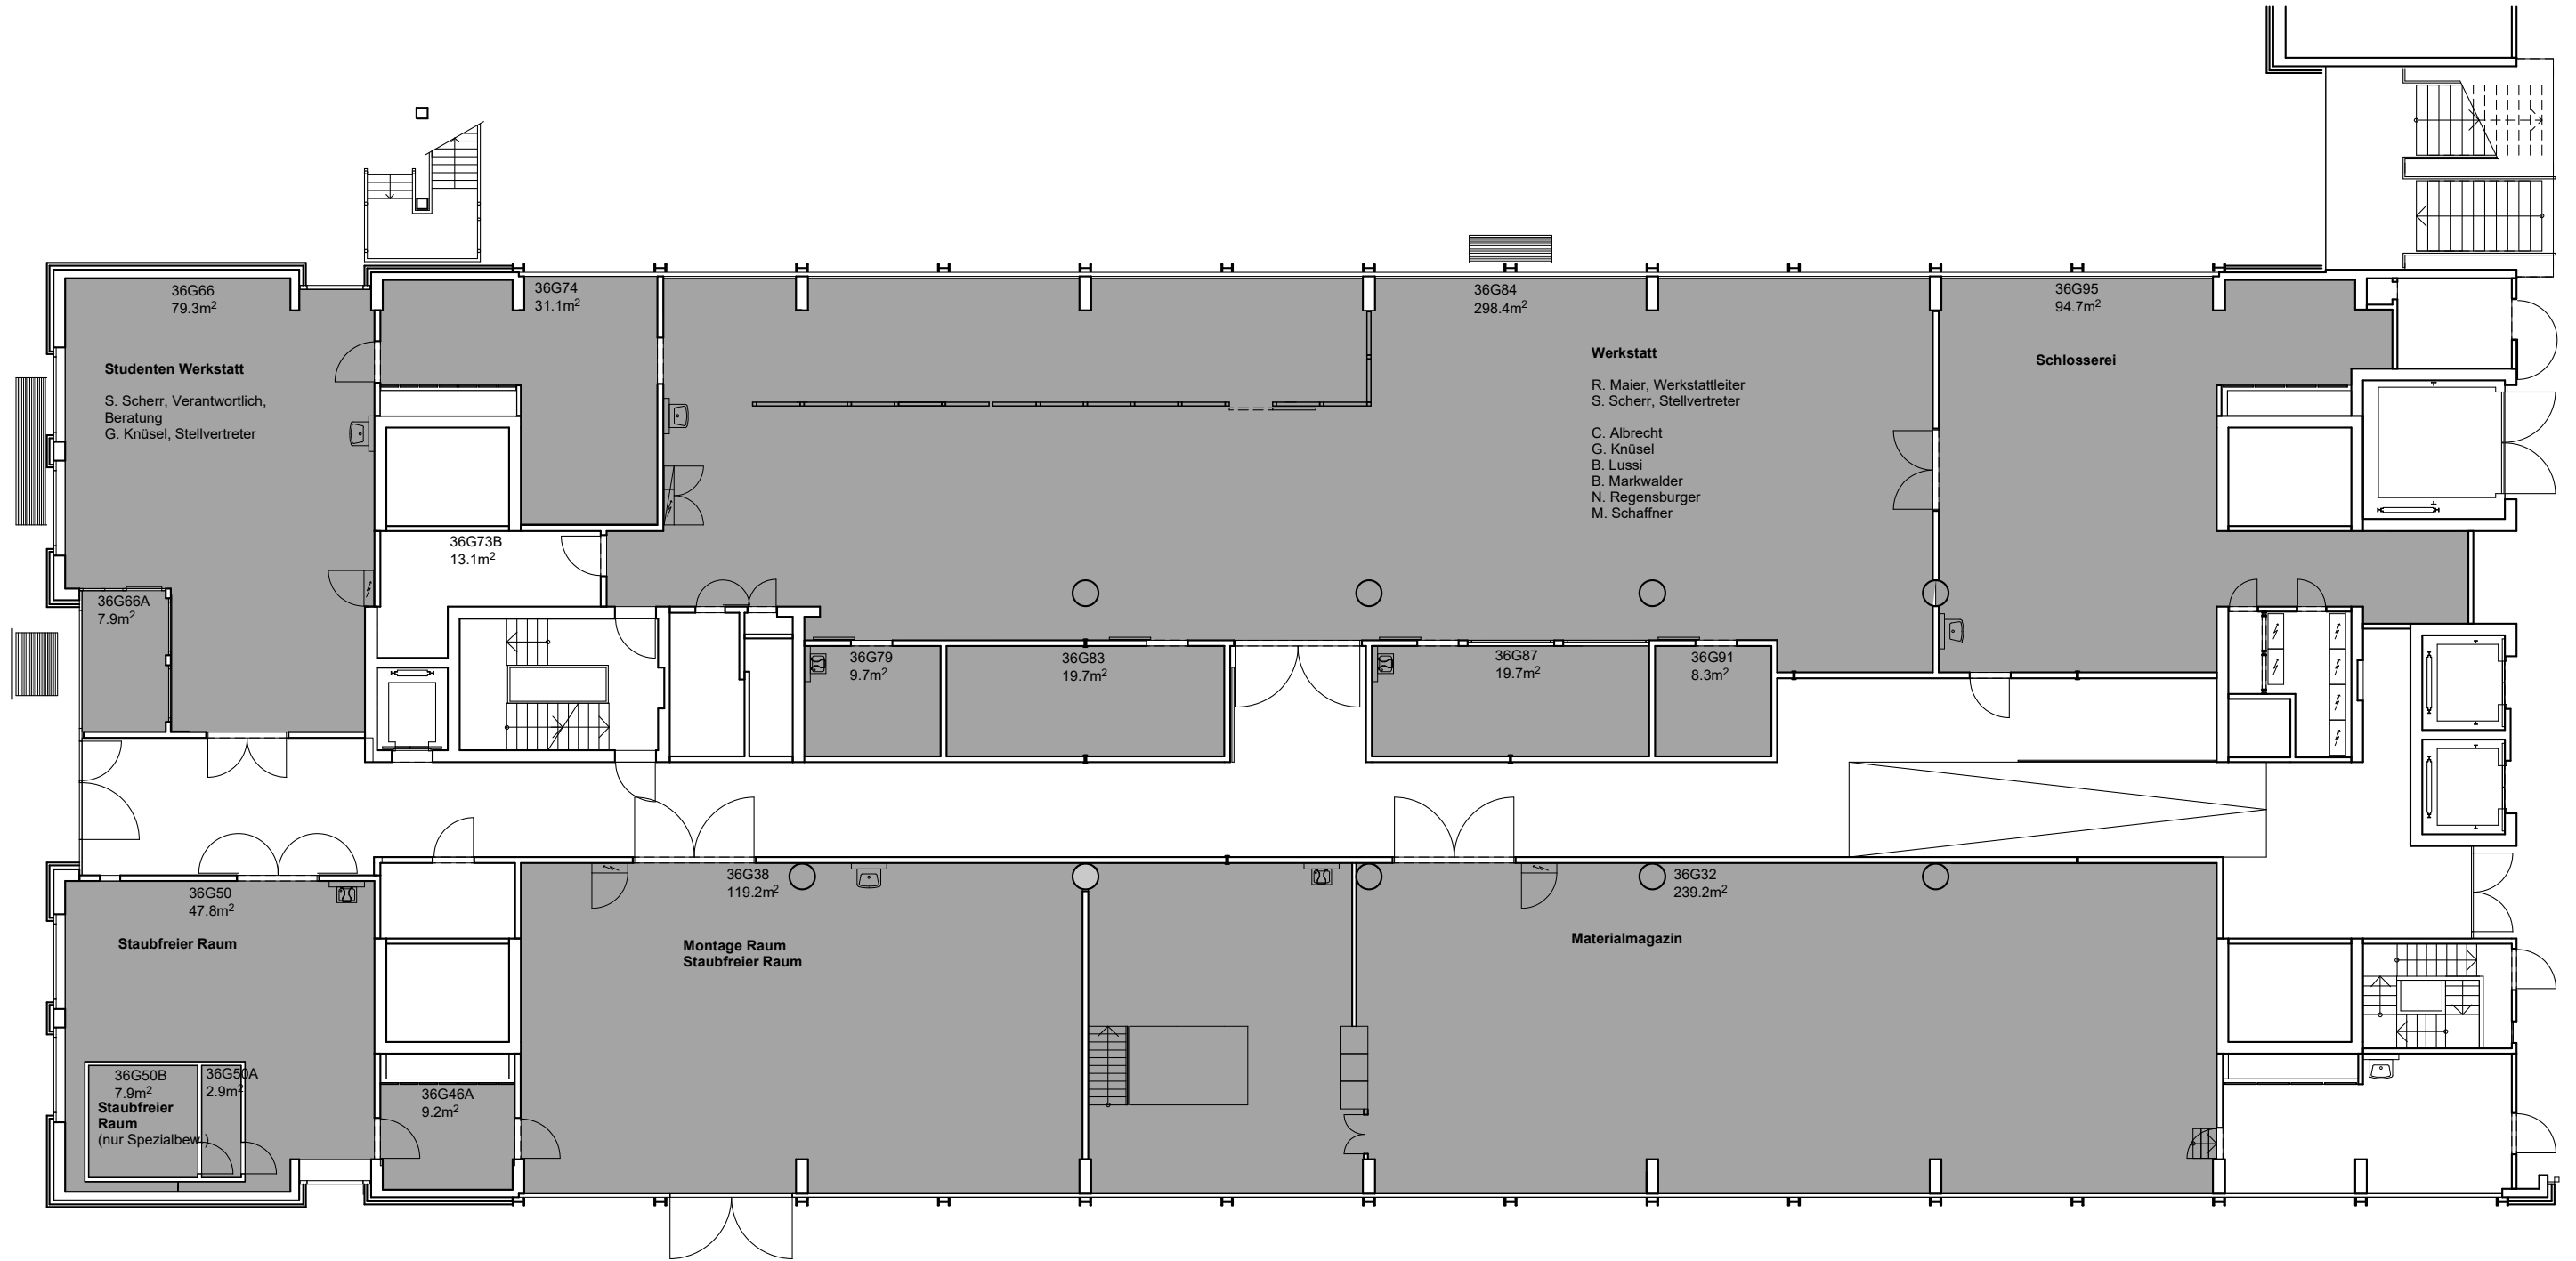 36G66
79.3m²
Studenten Werkstatt
S. Scherr, Verantwortlich,
Beratung
G. Knüsel, Stellvertreter
36G74
31.1m²
36G84
298.4m²
Werkstatt
R. Maier, Werkstattleiter
S. Scherr, Stellvertreter
C. Albrecht
G. Knüsel
B. Lussi
B. Markwalder
N. Regensburger
M. Schaffner
36G95
94.7m²
Schlosserei
36G73B
13.1m²
36G66A
7.9m²
36G79
9.7m²
36G83
19.7m²
36G87
19.7m²
36G91
8.3m²
36G50
47.8m²
Staubfreier Raum
36G38
119.2m²
Montage Raum
Staubfreier Raum
36G32
239.2m²
Materialmagazin
36G50B
7.9m²
Staubfreier
Raum
(nur Spezialbew.)
36G50A
2.9m²
36G46A
9.2m²